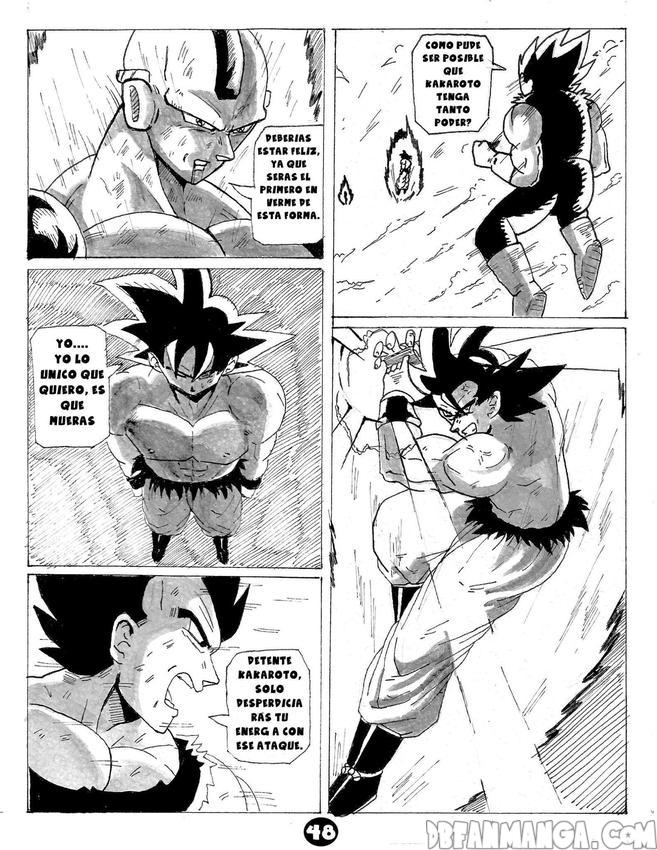 DEBERIAS
ESTAR FELIZ,
YA QUE
SERAS EL
PRIMERO EN
VERME DE
ESTA FORMA.
COMO PUDE
SER POSIBLE
QUE
KAKAROTO
TENGA
TANTO
PODER?
YO....
YO LO
UNICO QUE
QUIERO, ES
QUE
MUERAS
DETENTE
KAKAROTO,
SOLO
DESPERDICIA
RAS TU
ENERG A CON
ESE ATAQUE.
48
DBFANMANGA.COM